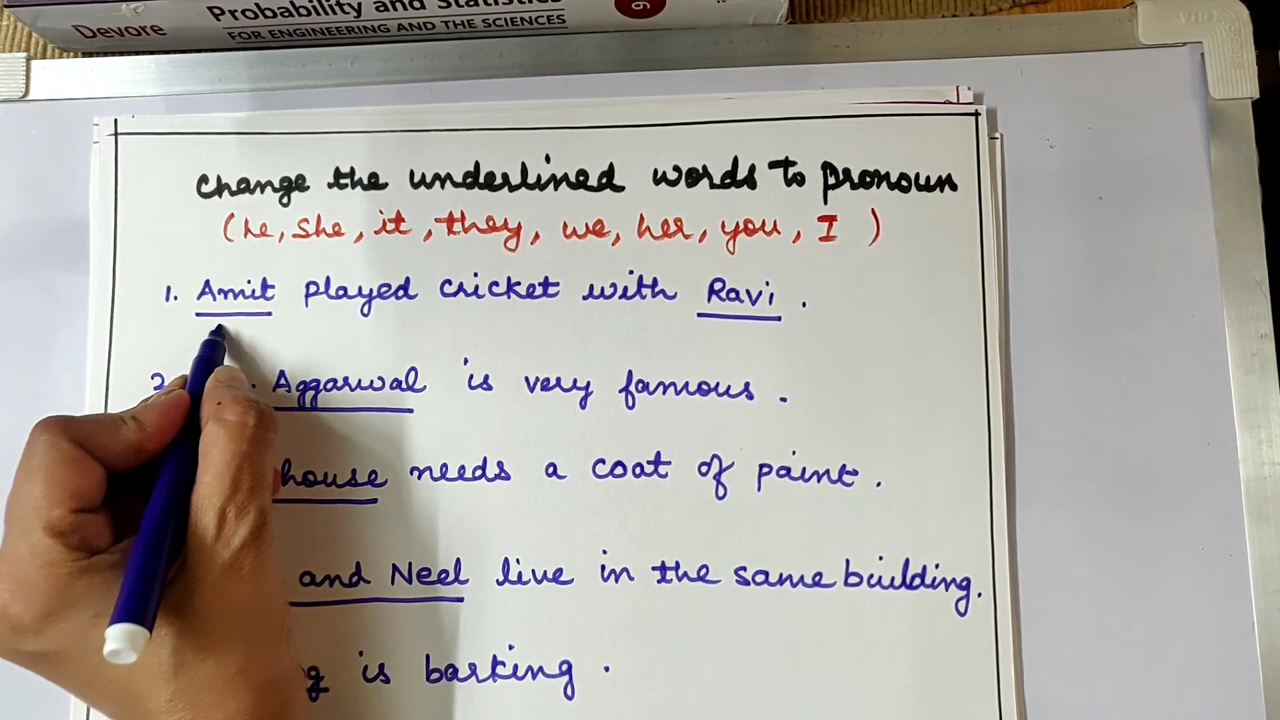 Probability and Statistics
Devore
FOR ENGINEERING AND THE SCIENCES
9
Change the underlined words to pronoun
(he, she, it, they, we, her, you, I )
1. Amit played cricket with Ravi .
2. Aggarwal is very famous .
house needs a coat of paint .
and Neel live in the same building.
is barking .